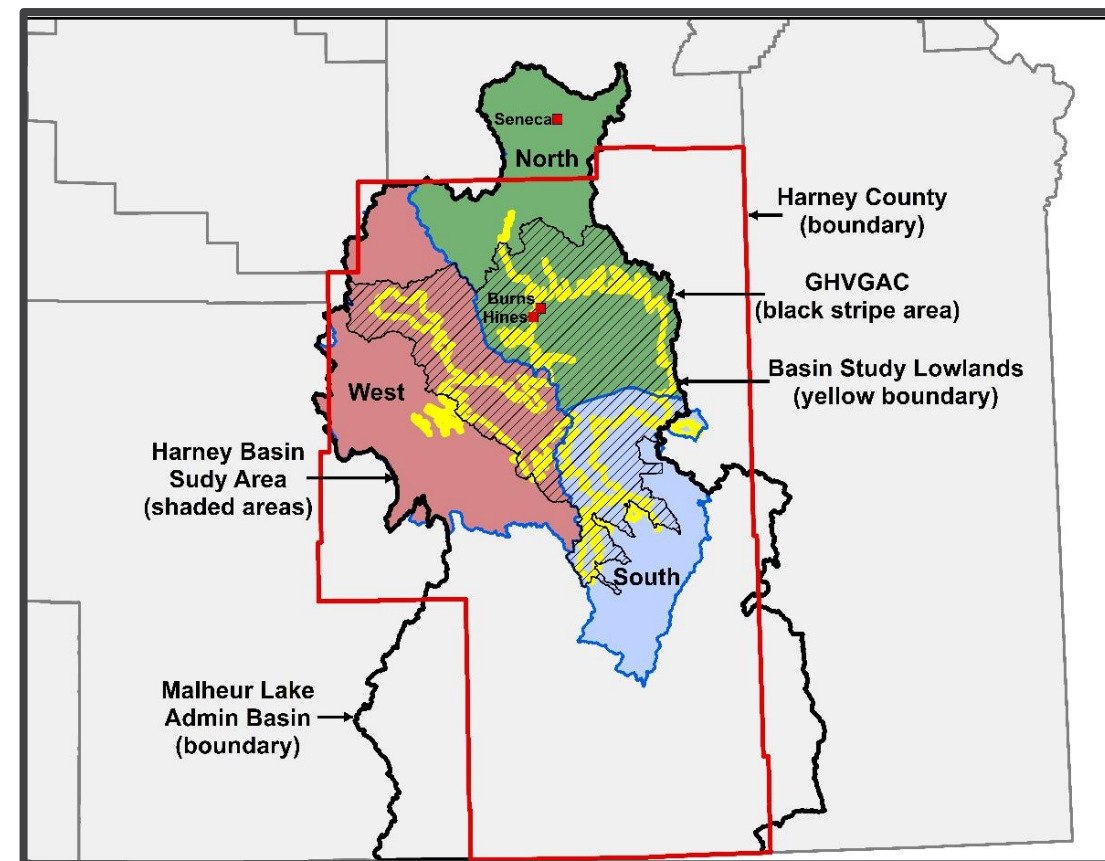 Seneca
North
Harney County
(boundary)
GHVGAC
(black stripe area)
Burns
Hines
Basin Study Lowlands
(yellow boundary)
West
Harney Basin
Sudy Area
(shaded areas)
South
Malheur Lake
Admin Basin
(boundary)